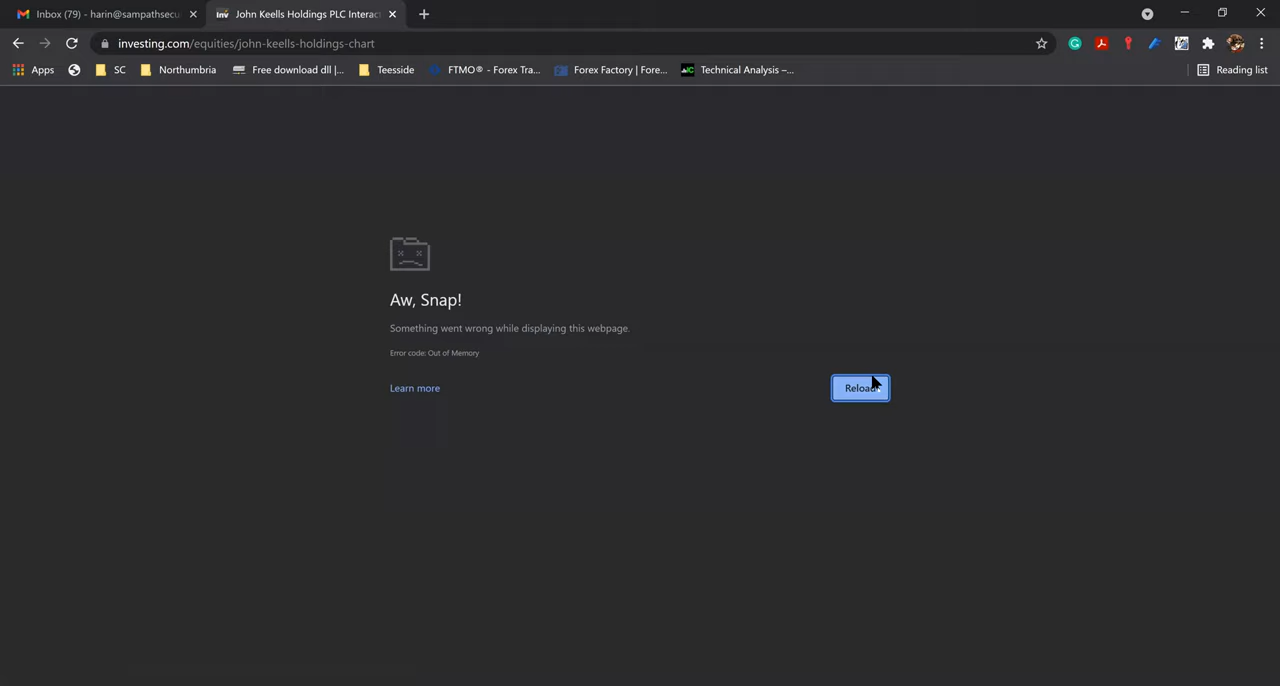 Inbox (79) - harin@sampathsecu
John Keells Holdings PLC Interac
investing.com/equities/john-keells-holdings-chart
Apps
SC
Northumbria
Free download dll |...
Teesside
FTMO® - Forex Tra...
Forex Factory | Fore...
Technical Analysis –...
Reading list
Aw, Snap!
Something went wrong while displaying this webpage.
Error code: Out of Memory
Learn more
Reload